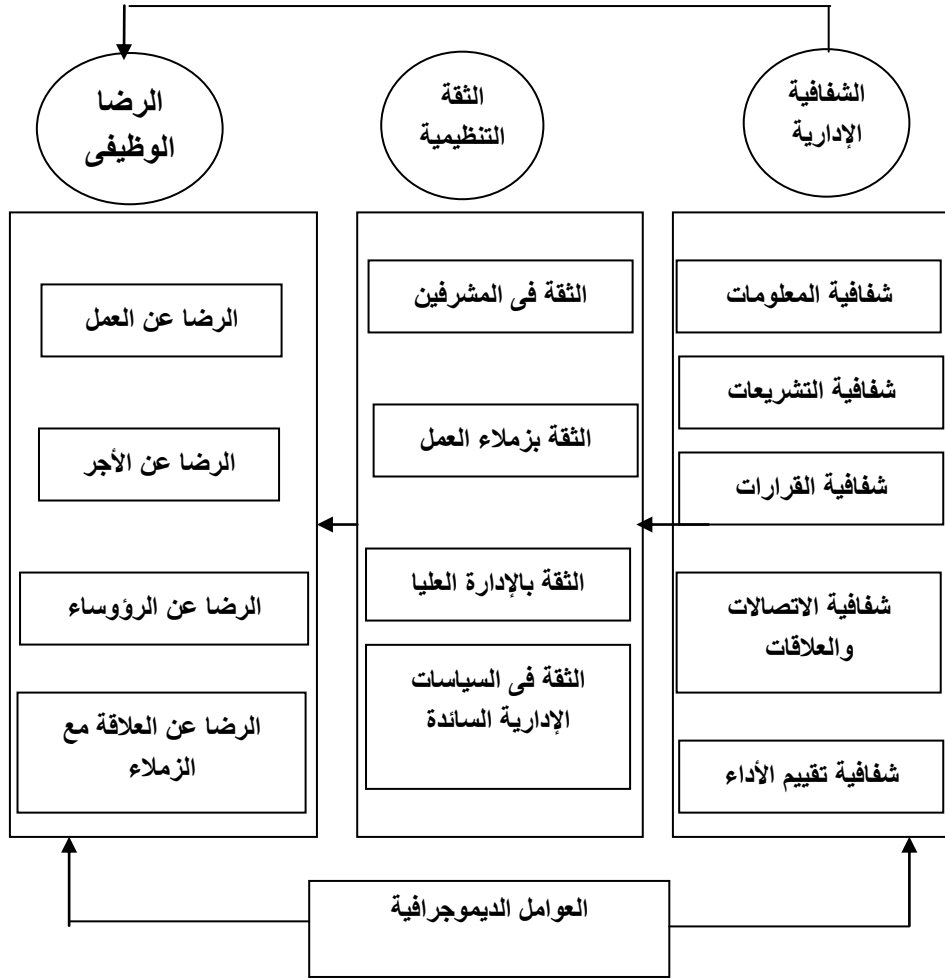 الشفافية
الإدارية
الثقة
التنظيمية
الرضا
الوظيفى
شفافية المعلومات
شفافية التشريعات
شفافية القرارات
شفافية الاتصالات
والعلاقات
شفافية تقييم الأداء
الثقة فى المشرفين
الثقة بزملاء العمل
الثقة بالإدارة العليا
الثقة فى السياسات
الإدارية السائدة
الرضا عن العمل
الرضا عن الأجر
الرضا عن الرؤوساء
الرضا عن العلاقة مع
الزملاء
العوامل الديموجرافية